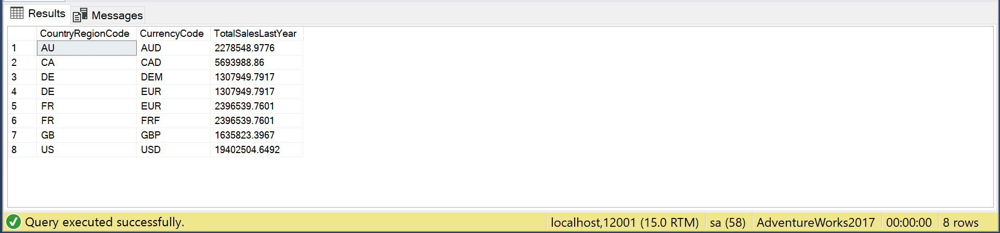 Results Messages
CountryRegionCode CurrencyCode TotalSalesLastYear
1 AU AUD 2278548.9776
2 CA CAD 5693988.86
3 DE DEM 1307949.7917
4 DE EUR 1307949.7917
5 FR EUR 2396539.7601
6 FR FRF 2396539.7601
7 GB GBP 1635823.3967
8 US USD 19402504.6492
Query executed successfully. localhost,12001 (15.0 RTM) sa (58) AdventureWorks2017 00:00:00 8 rows